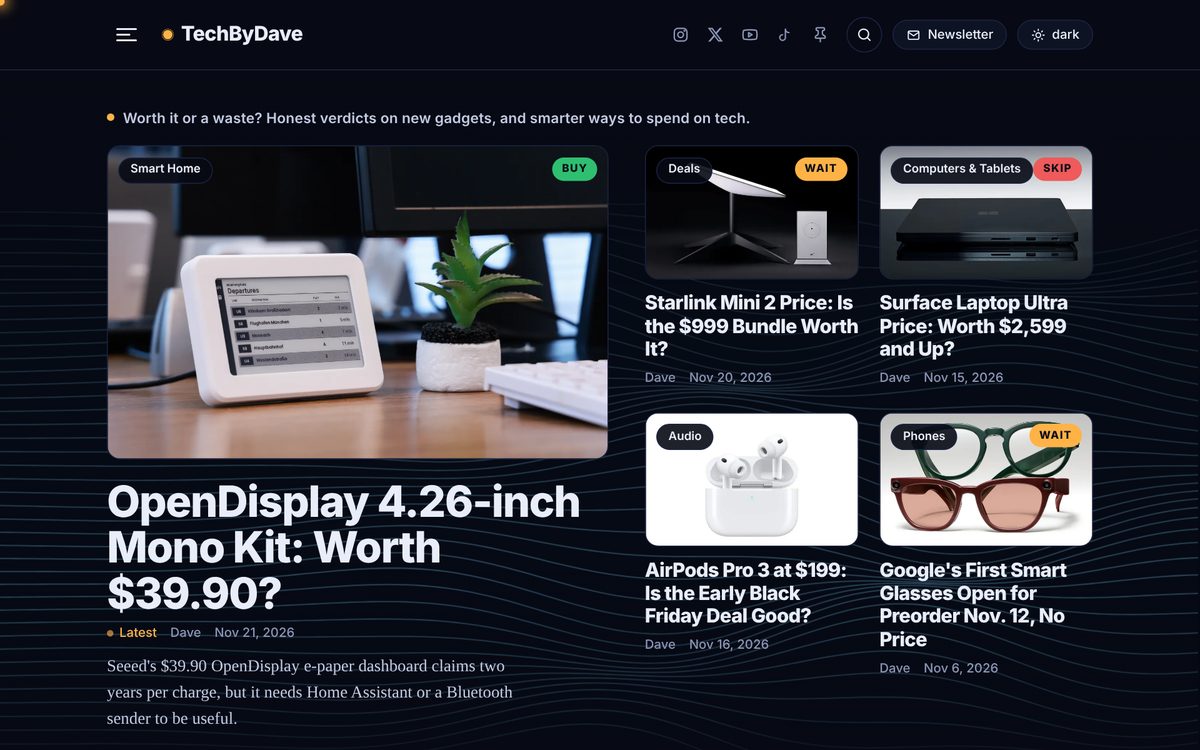 TechByDave
Newsletter
dark
Worth it or a waste? Honest verdicts on new gadgets, and smarter ways to spend on tech.
Smart Home
BUY
Departures
OpenDisplay 4.26-inch
Mono Kit: Worth
$39.90?
Latest Dave Nov 21, 2026
Seeed's $39.90 OpenDisplay e-paper dashboard claims two
years per charge, but it needs Home Assistant or a Bluetooth
sender to be useful.
Deals
WAIT
Starlink Mini 2 Price: Is
the $999 Bundle Worth
It?
Dave Nov 20, 2026
Computers & Tablets
SKIP
Surface Laptop Ultra
Price: Worth $2,599
and Up?
Dave Nov 15, 2026
Audio
AirPods Pro 3 at $199:
Is the Early Black
Friday Deal Good?
Dave Nov 16, 2026
Phones
WAIT
Google's First Smart
Glasses Open for
Preorder Nov. 12, No
Price
Dave Nov 6, 2026